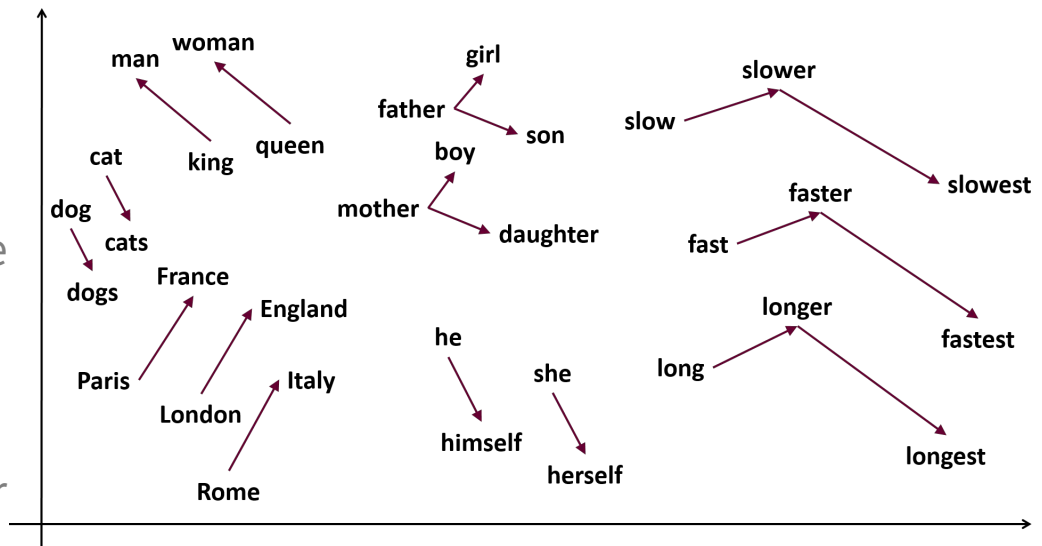 woman
man
king
queen
cat
cats
dog
dogs
France
Paris
England
London
Italy
Rome
girl
father
son
boy
mother
daughter
he
himself
she
herself
slower
slow
slowest
faster
fast
fastest
longer
long
longest
e
r